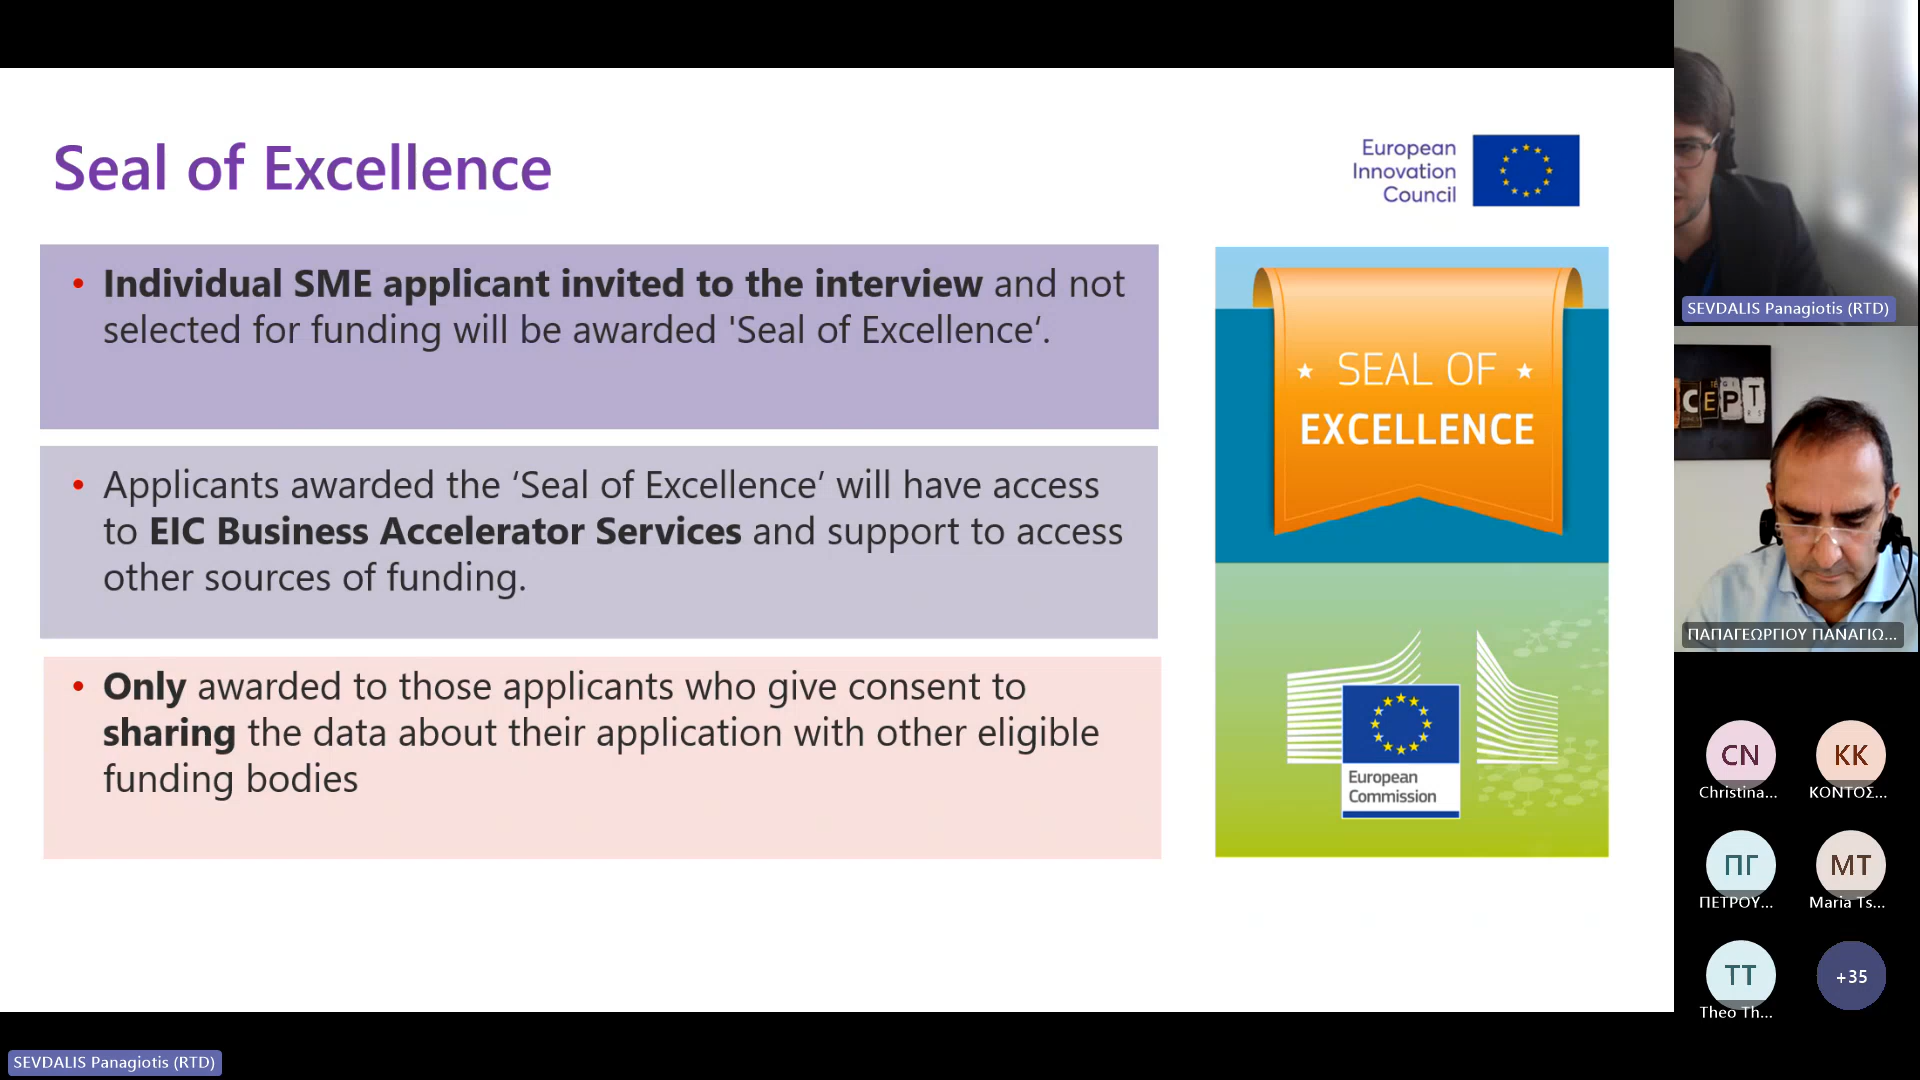 Seal of Excellence
European
Innovation
Council
• Individual SME applicant invited to the interview and not
selected for funding will be awarded 'Seal of Excellence‘.
• Applicants awarded the ‘Seal of Excellence’ will have access
to EIC Business Accelerator Services and support to access
other sources of funding.
• Only awarded to those applicants who give consent to
sharing the data about their application with other eligible
funding bodies
SEAL OF
EXCELLENCE
European
Commission
SEVDALIS Panagiotis (RTD)
CEPT
ΠΑΠΑΓΕΩΡΓΙΟΥ ΠΑΝΑΓΙΩ...
CN
Christina...
KK
ΚΟΝΤΟΣ...
ΠΓ
ΠΕΤΡΟΥ...
MT
Maria Ts...
TT
Theo Th...
+35
SEVDALIS Panagiotis (RTD)